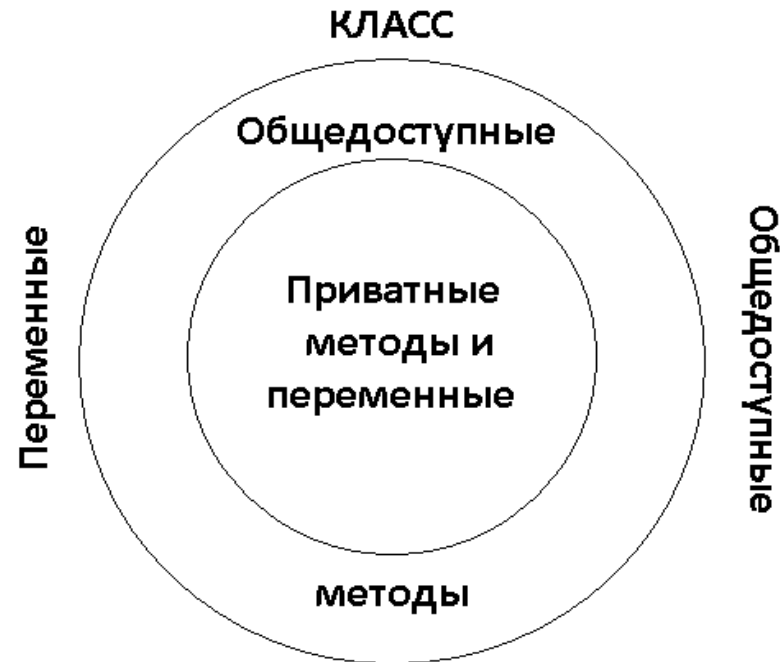 КЛАСС
Общедоступные
Переменные
Приватные
методы и
переменные
Общедоступные
методы